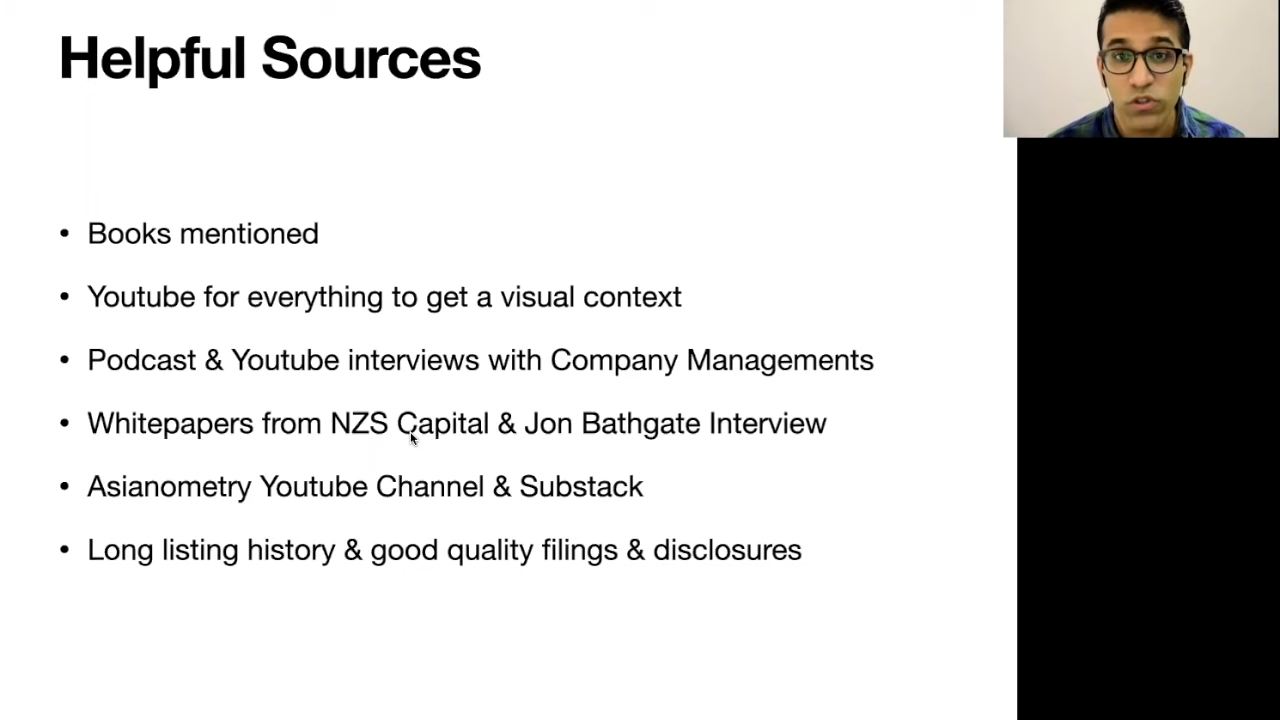 Helpful Sources
• Books mentioned
• Youtube for everything to get a visual context
• Podcast & Youtube interviews with Company Managements
• Whitepapers from NZS Capital & Jon Bathgate Interview
• Asianometry Youtube Channel & Substack
• Long listing history & good quality filings & disclosures